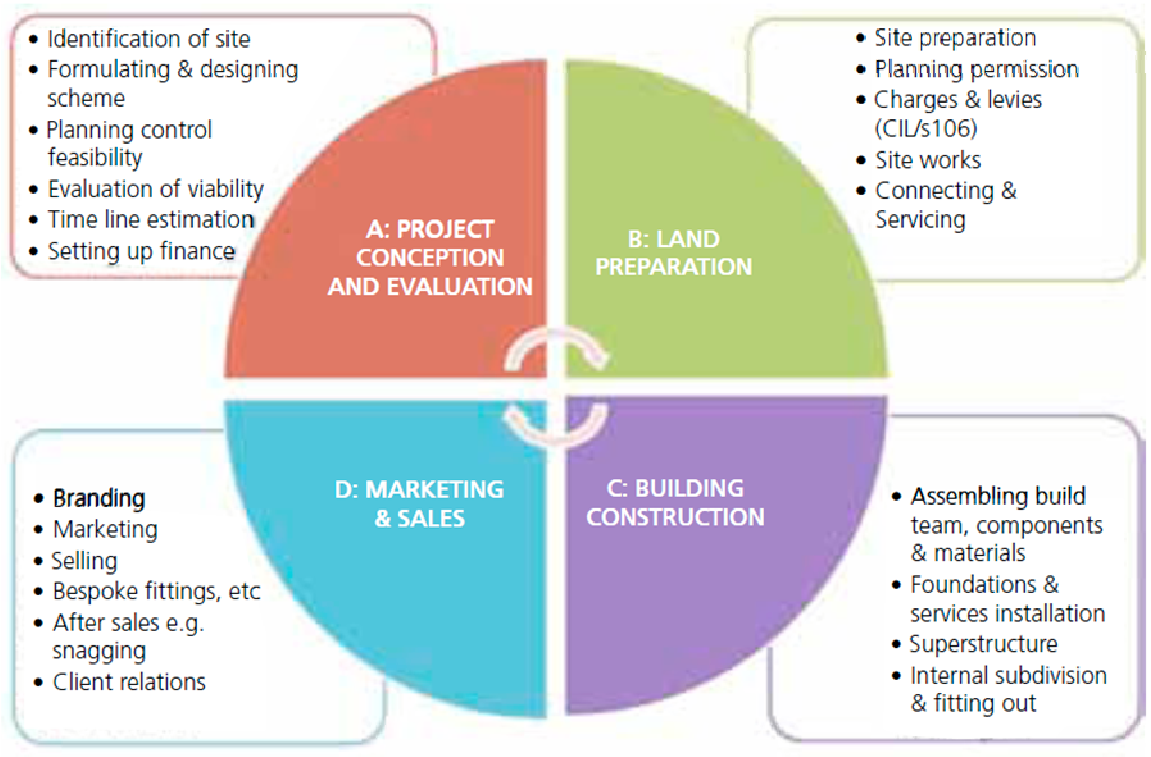 • Identification of site
• Formulating & designing
scheme
• Planning control
feasibility
• Evaluation of viability
• Time line estimation
• Setting up finance
A: PROJECT
CONCEPTION
AND EVALUATION
• Site preparation
• Planning permission
• Charges & levies
(CIL/s106)
• Site works
• Connecting &
Servicing
B: LAND
PREPARATION
• Assembling build
team, components
& materials
• Foundations &
services installation
• Superstructure
• Internal subdivision
& fitting out
C: BUILDING
CONSTRUCTION
• Branding
• Marketing
• Selling
• Bespoke fittings, etc
• After sales e.g.
snagging
• Client relations
D: MARKETING
& SALES